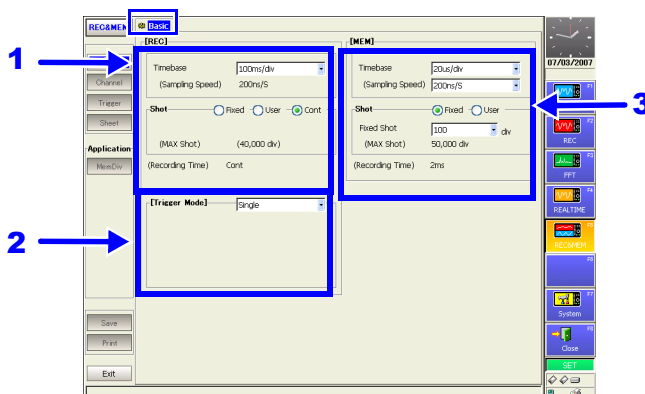 REC&MEM
Basic
[REC]
[MEM]
1
Timebase
100ms/div
(Sampling Speed)
200ns/S
Timebase
20us/div
(Sampling Speed)
200ns/S
07/03/2007
Channel
Trigger
Sheet
Shot
Fixed
User
Cont
(MAX Shot)
(40,000 div)
(Recording Time)
Cont
Shot
Fixed
User
Fixed Shot
100
div
(MAX Shot)
50,000 div
(Recording Time)
2ms
3
Application
MemDiv
2
[Trigger Mode]
Single
F1
F2
REC
F3
FFT
F4
REALTIME
REC&MEM
F6
F7
System
F8
Close
SET
Save
Print
Exit